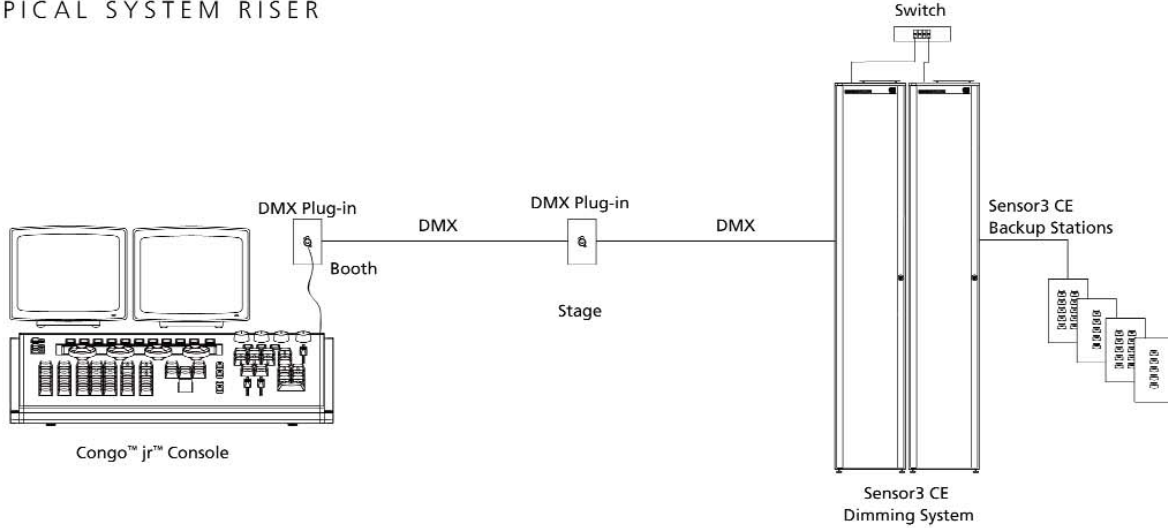 PICAL SYSTEM RISER
Switch
DMX Plug-in
DMX
DMX Plug-in
DMX
Sensor3 CE
Backup Stations
Booth
Stage
Congo™ jr™ Console
Sensor3 CE
Dimming System